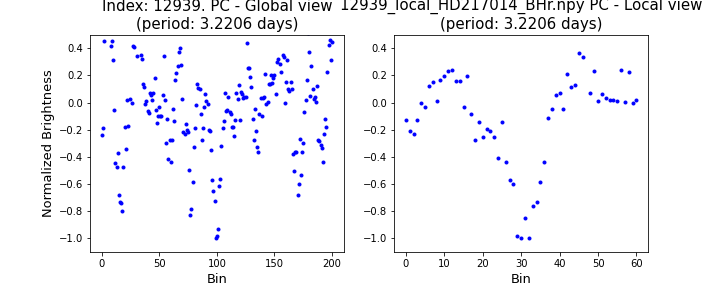 Index: 12939. PC - Global view
(period: 3.2206 days)
12939_local_HD217014_BHr.npy PC - Local view
(period: 3.2206 days)
Normalized Brightness
0.4
0.2
0.0
−0.2
−0.4
−0.6
−0.8
−1.0
0 50 100 150 200
Bin
0.4
0.2
0.0
−0.2
−0.4
−0.6
−0.8
−1.0
0 10 20 30 40 50 60
Bin